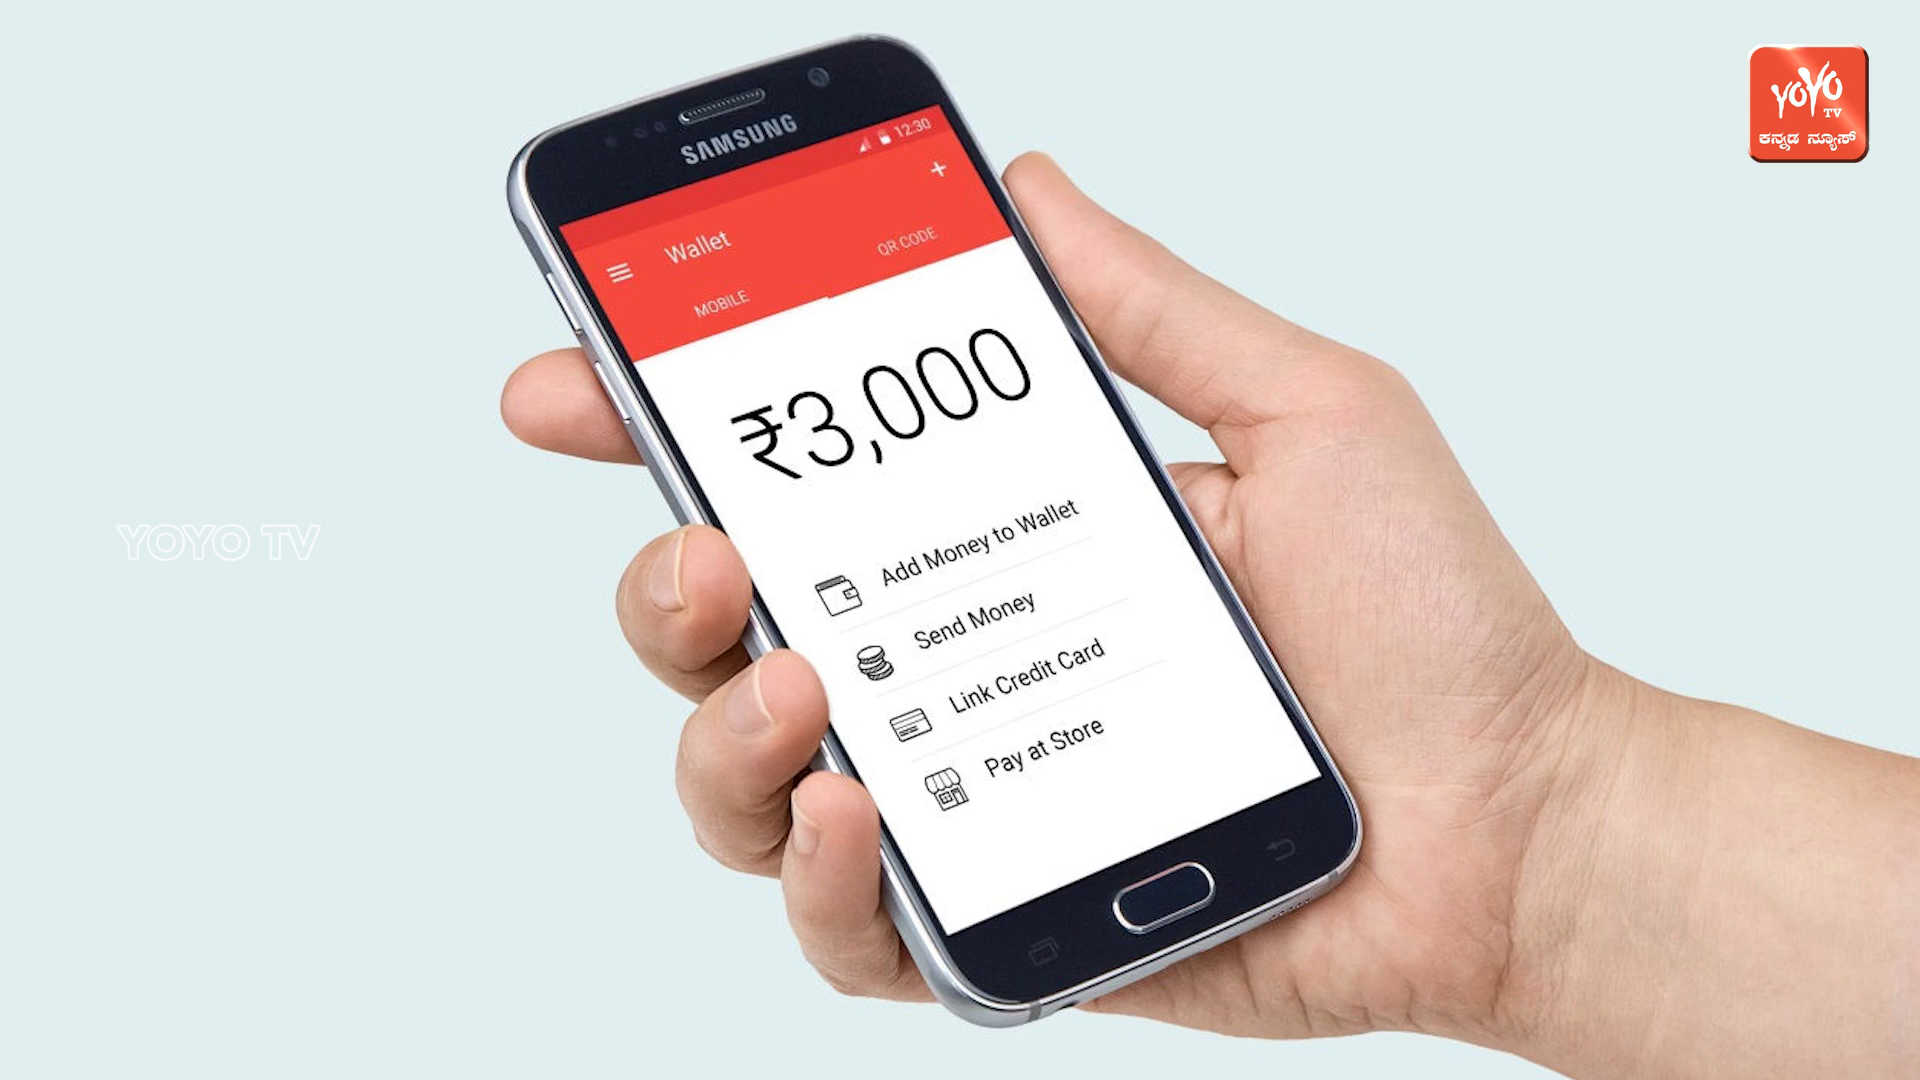 YOYO
TV
ಕನ್ನಡ ನ್ಯೂಸ್
SAMSUNG
12:30
+
Wallet
MOBILE
QR CODE
₹3,000
Add Money to Wallet
Send Money
Link Credit Card
Pay at Store
YOYO TV